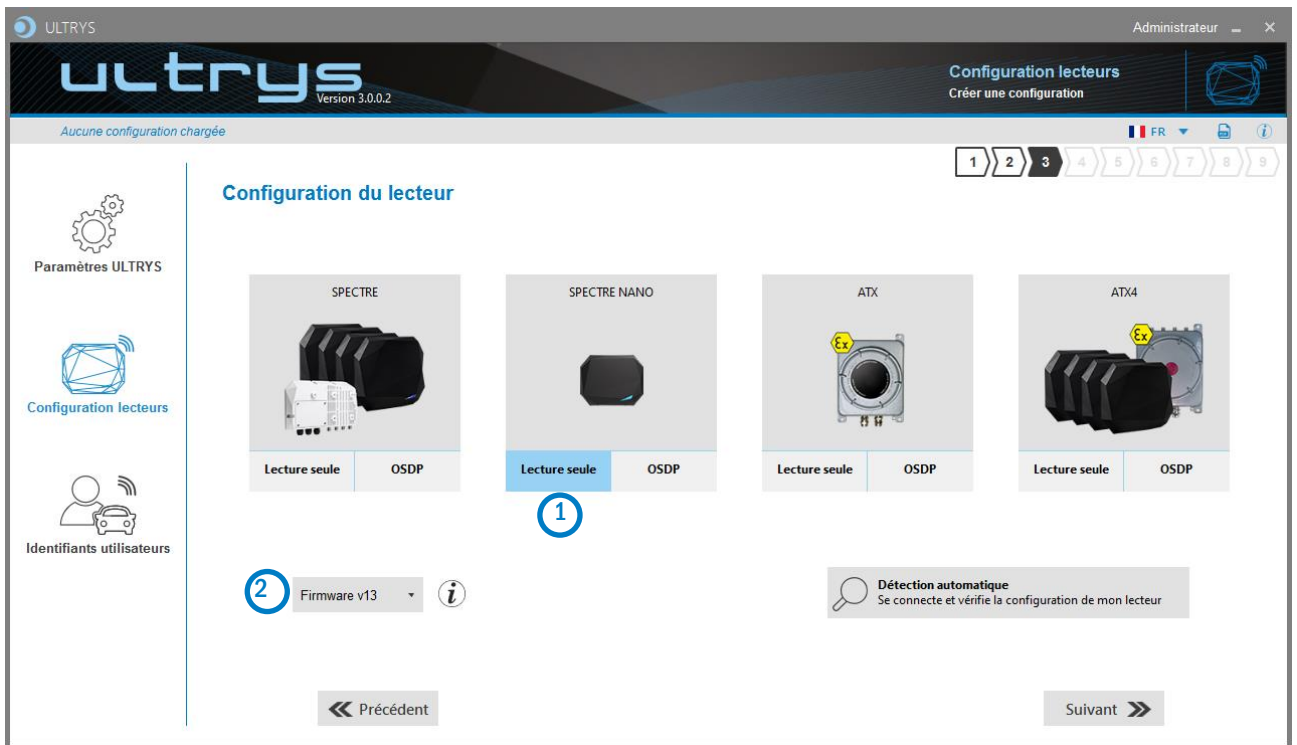 ULTRYS
Administrateur
ultrys
Version 3.0.0.2
Configuration lecteurs
Créer une configuration
Aucune configuration chargée
FR
i
1 2 3 4 5 6 7 8 9
Configuration du lecteur
Paramètres ULTRYS
Configuration lecteurs
Identifiants utilisateurs
SPECTRE
SPECTRE NANO
ATX
ATX4
Ex
Ex
Lecture seule OSDP
Lecture seule OSDP
Lecture seule OSDP
Lecture seule OSDP
1
2
Firmware v13
i
Détection automatique
Se connecte et vérifie la configuration de mon lecteur
Précédent
Suivant